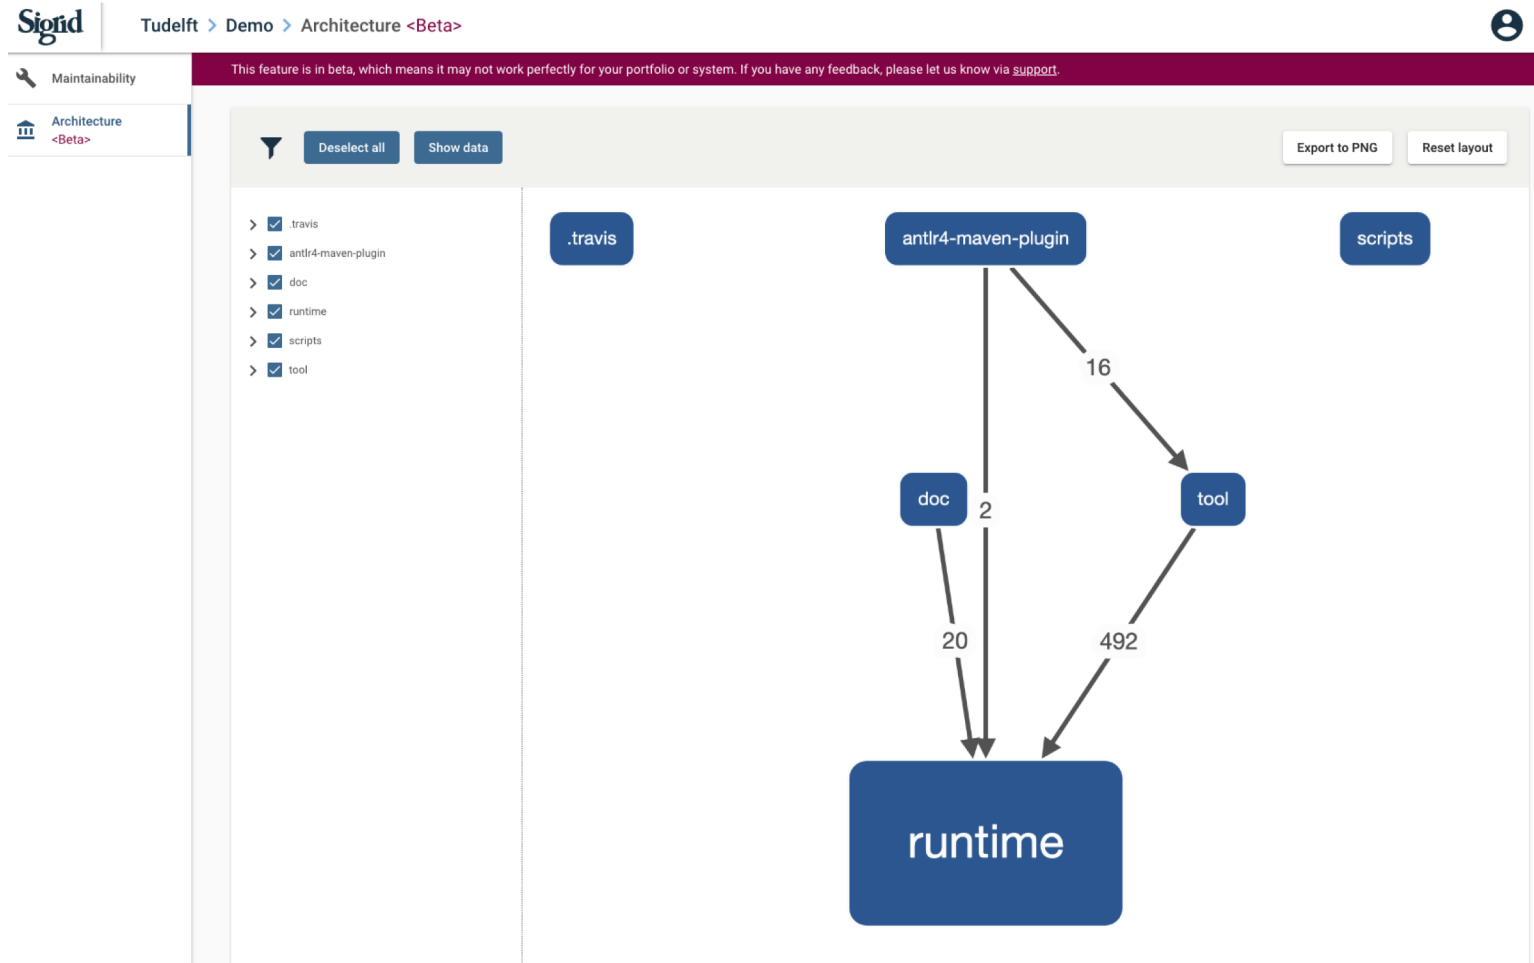 Sigrid
Tudelft > Demo > Architecture <Beta>
Maintainability
Architecture
<Beta>
This feature is in beta, which means it may not work perfectly for your portfolio or system. If you have any feedback, please let us know via support.
Deselect all
Show data
Export to PNG
Reset layout
.travis
antlr4-maven-plugin
doc
runtime
scripts
tool
.travis
antlr4-maven-plugin
scripts
16
doc
2
tool
20
492
runtime